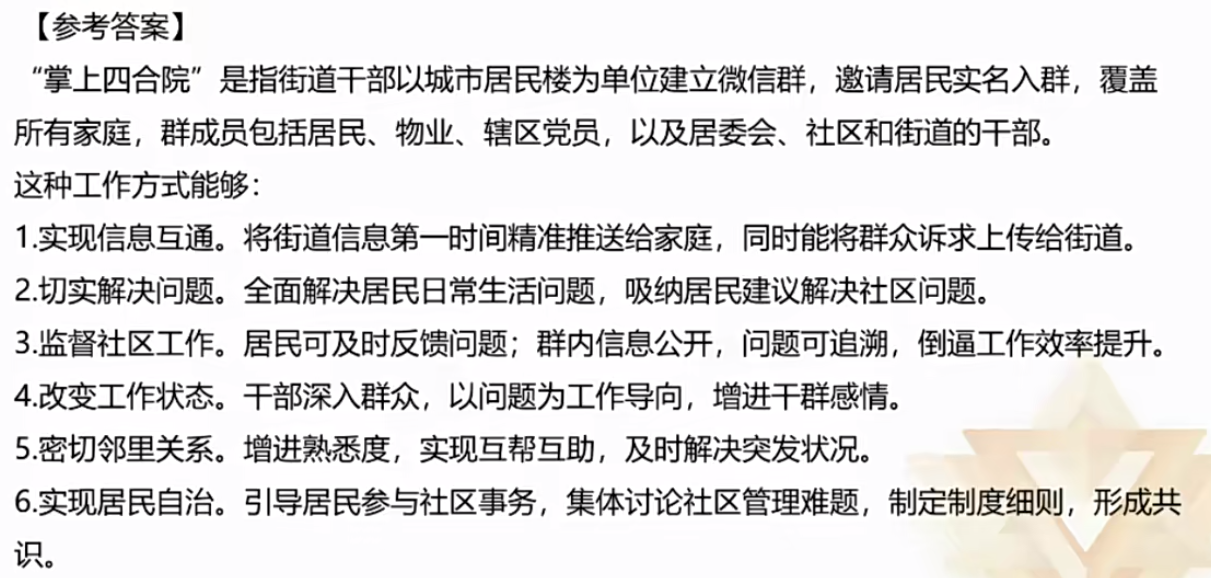 【参考答案】
“掌上四合院”是指街道干部以城市居民楼为单位建立微信群，邀请居民实名入群，覆盖
所有家庭，群成员包括居民、物业、辖区党员，以及居委会、社区和街道的干部。
这种工作方式能够：
1.实现信息互通。将街道信息第一时间精准推送给家庭，同时能将群众诉求上传给街道。
2.切实解决问题。全面解决居民日常生活问题，吸纳居民建议解决社区问题。
3.监督社区工作。居民可及时反馈问题；群内信息公开，问题可追溯，倒逼工作效率提升。
4.改变工作状态。干部深入群众，以问题为工作导向，增进干群感情。
5.密切邻里关系。增进熟悉度，实现互帮互助，及时解决突发状况。
6.实现居民自治。引导居民参与社区事务，集体讨论社区管理难题，制定制度细则，形成共
识。